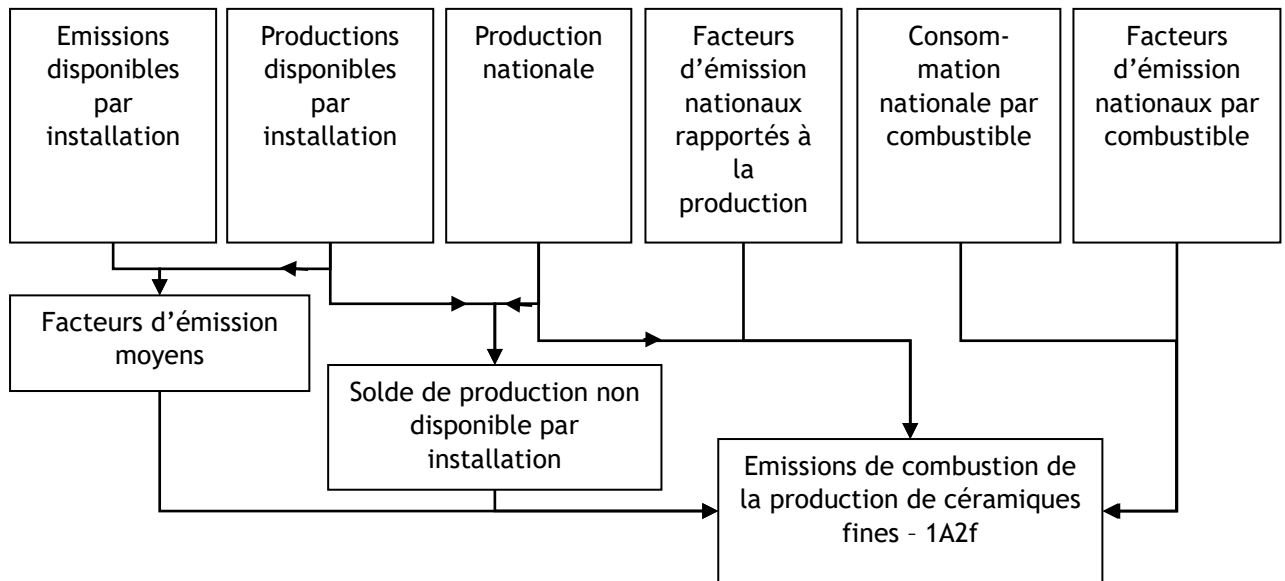 Emissions
disponibles
par
installation
Productions
disponibles
par
installation
Production
nationale
Facteurs
d’émission
nationaux
rapportés à
la
production
Consom-
mation
nationale par
combustible
Facteurs
d’émission
nationaux par
combustible
Facteurs d’émission
moyens
Solde de production non
disponible par
installation
Emissions de combustion de
la production de céramiques
fines – 1A2f